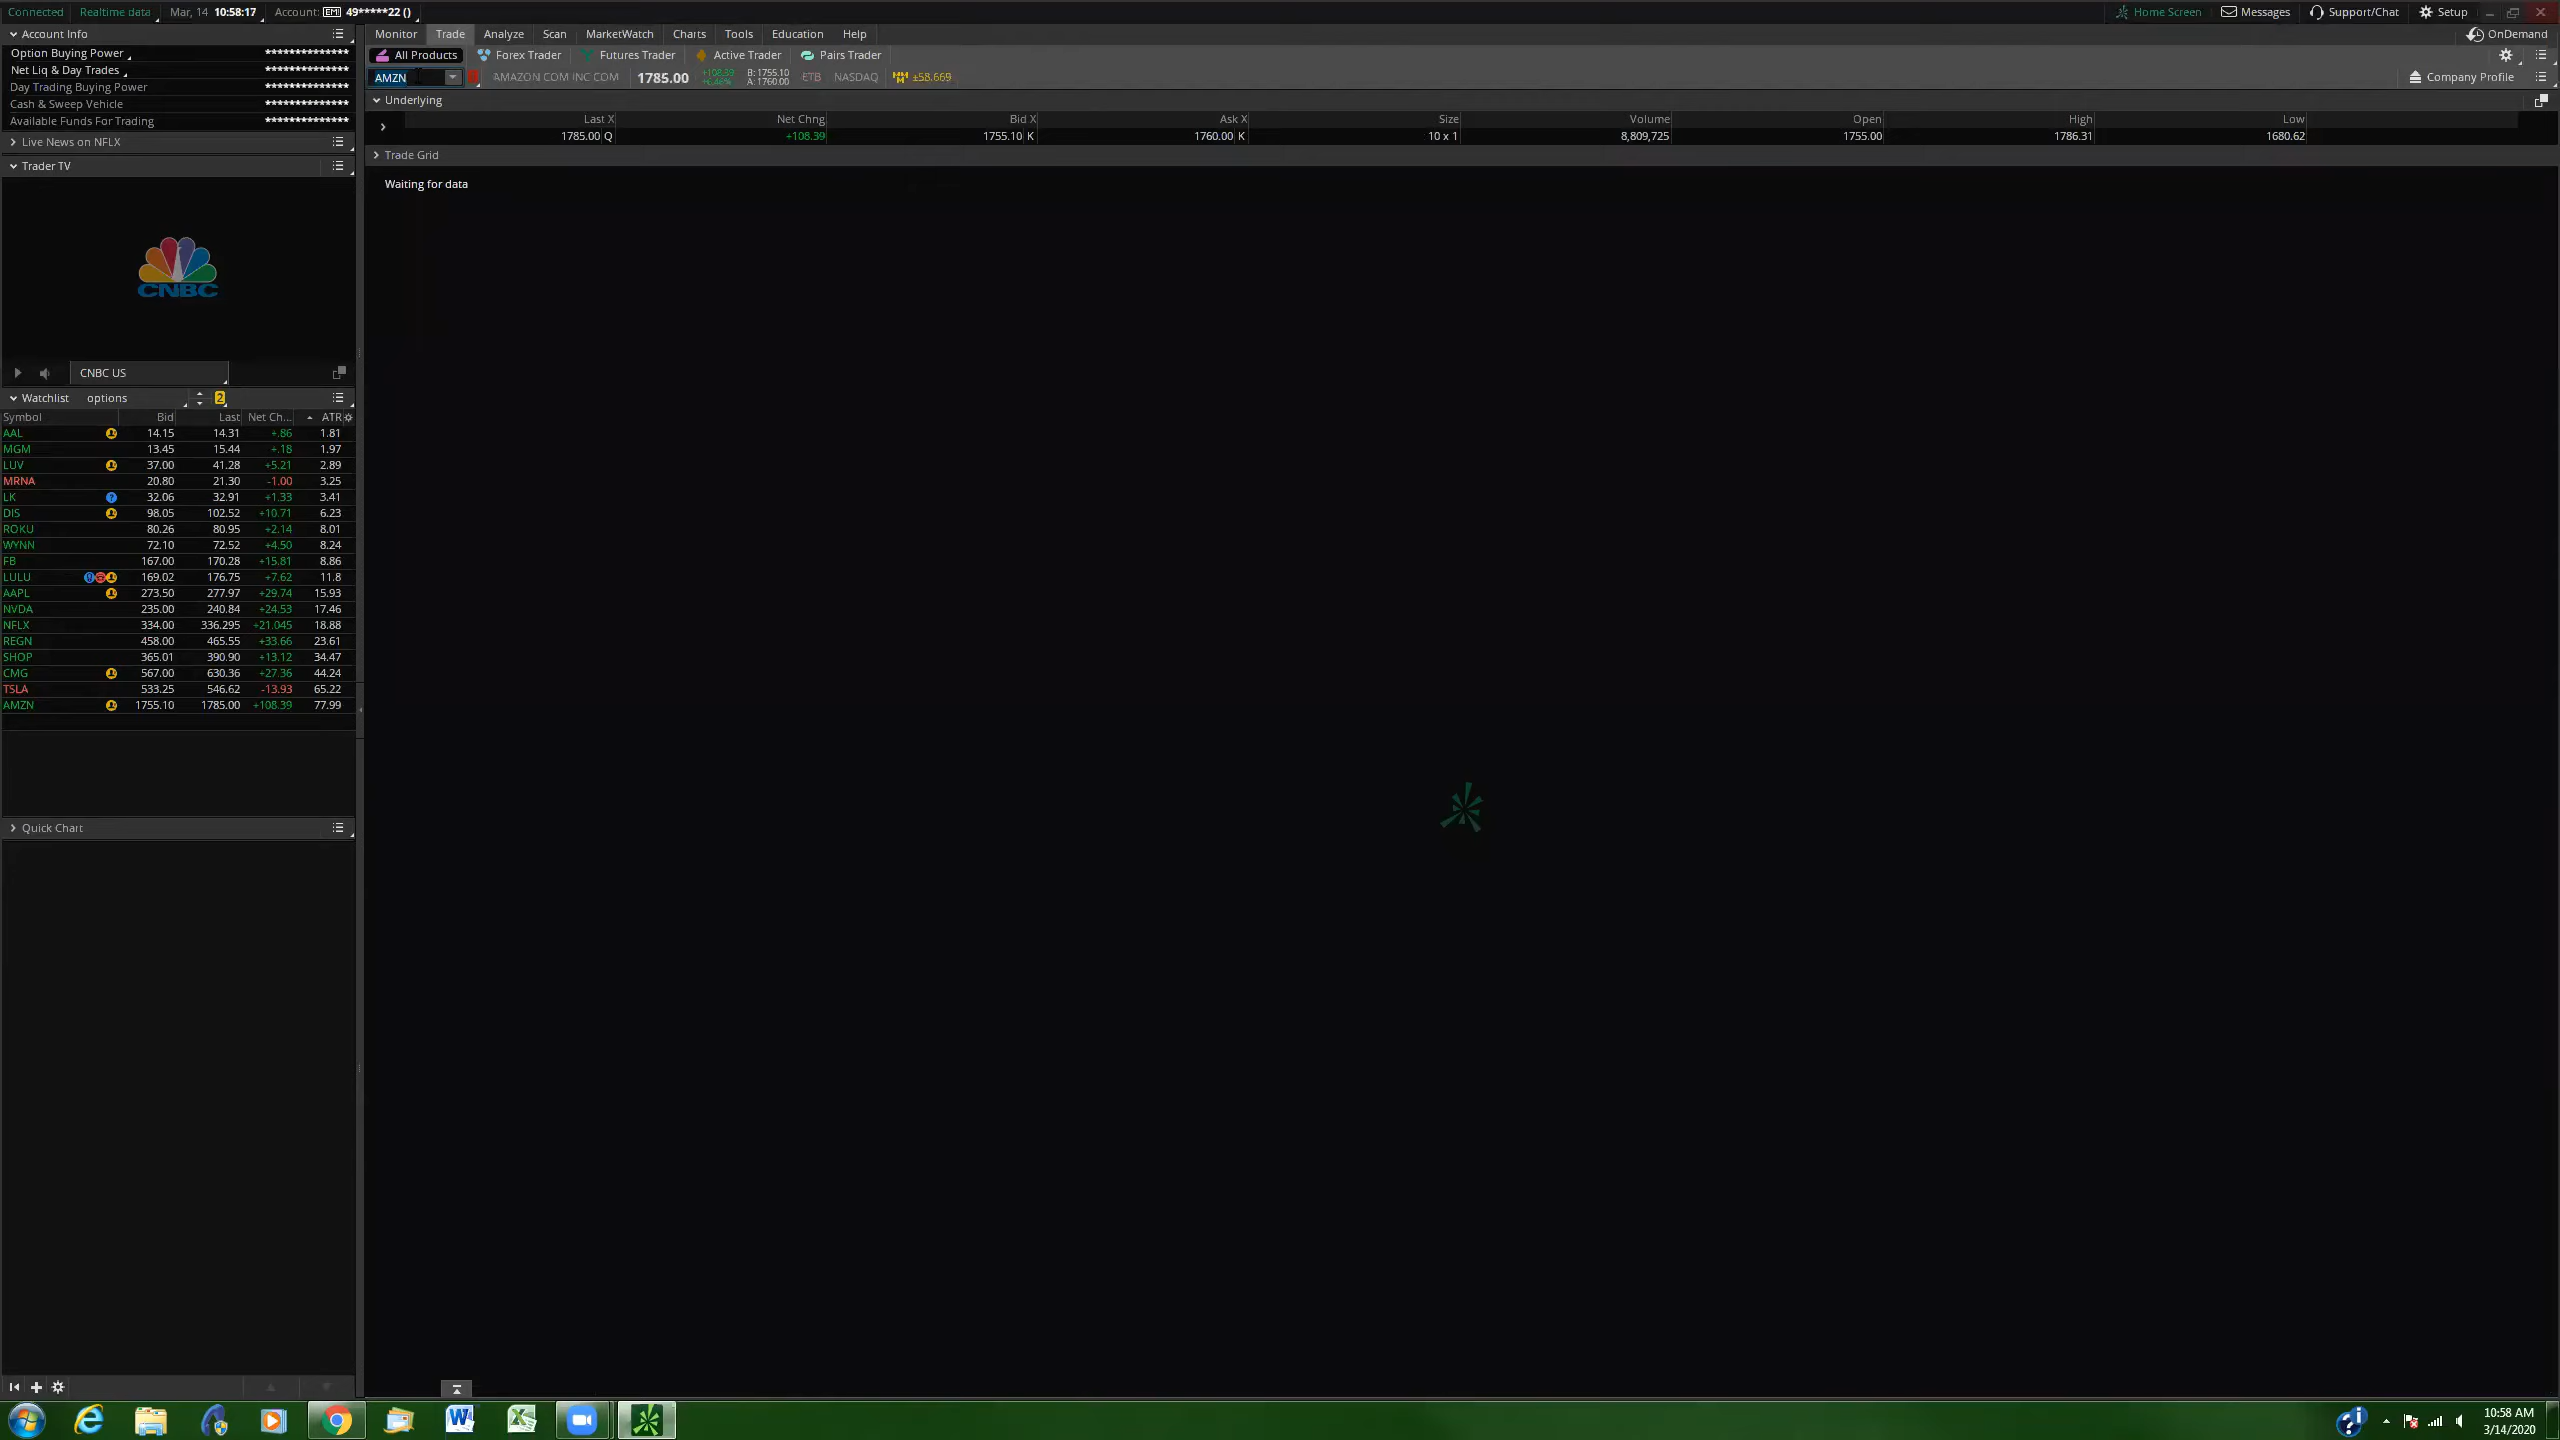 Connected Realtime data Mar, 14 10:58:17 Account: EMI 49*****22 () Home Screen Messages Support/Chat Setup
Account Info Monitor Trade Analyze Scan MarketWatch Charts Tools Education Help OnDemand
Option Buying Power **************
Net Liq & Day Trades **************
Day Trading Buying Power **************
Cash & Sweep Vehicle **************
Available Funds For Trading **************
Live News on NFLX
Trader TV
CNBC
CNBC US
All Products Forex Trader Futures Trader Active Trader Pairs Trader
AMZN AMAZON COM INC COM 1785.00 +108.39 +6.46% B: 1755.10 A: 1760.00 ETB NASDAQ ±58.669 Company Profile
Underlying
Last X Net Chng Bid X Ask X Size Volume Open High Low
1785.00 Q +108.39 1755.10 K 1760.00 K 10 x 1 8,809,725 1755.00 1786.31 1680.62
Trade Grid
Waiting for data
Watchlist options 2
Symbol Bid Last Net Ch... ATR
AAL 14.15 14.31 +.86 1.81
MGM 13.45 15.44 +.18 1.97
LUV 37.00 41.28 +5.21 2.89
MRNA 20.80 21.30 -1.00 3.25
LK 32.06 32.91 +1.33 3.41
DIS 98.05 102.52 +10.71 6.23
ROKU 80.26 80.95 +2.14 8.01
WYNN 72.10 72.52 +4.50 8.24
FB 167.00 170.28 +15.81 8.86
LULU 169.02 176.75 +7.62 11.8
AAPL 273.50 277.97 +29.74 15.93
NVDA 235.00 240.84 +24.53 17.46
NFLX 334.00 336.295 +21.045 18.88
REGN 458.00 465.55 +33.66 23.61
SHOP 365.01 390.90 +13.12 34.47
CMG 567.00 630.36 +27.36 44.24
TSLA 533.25 546.62 -13.93 65.22
AMZN 1755.10 1785.00 +108.39 77.99
Quick Chart
10:58 AM
3/14/2020